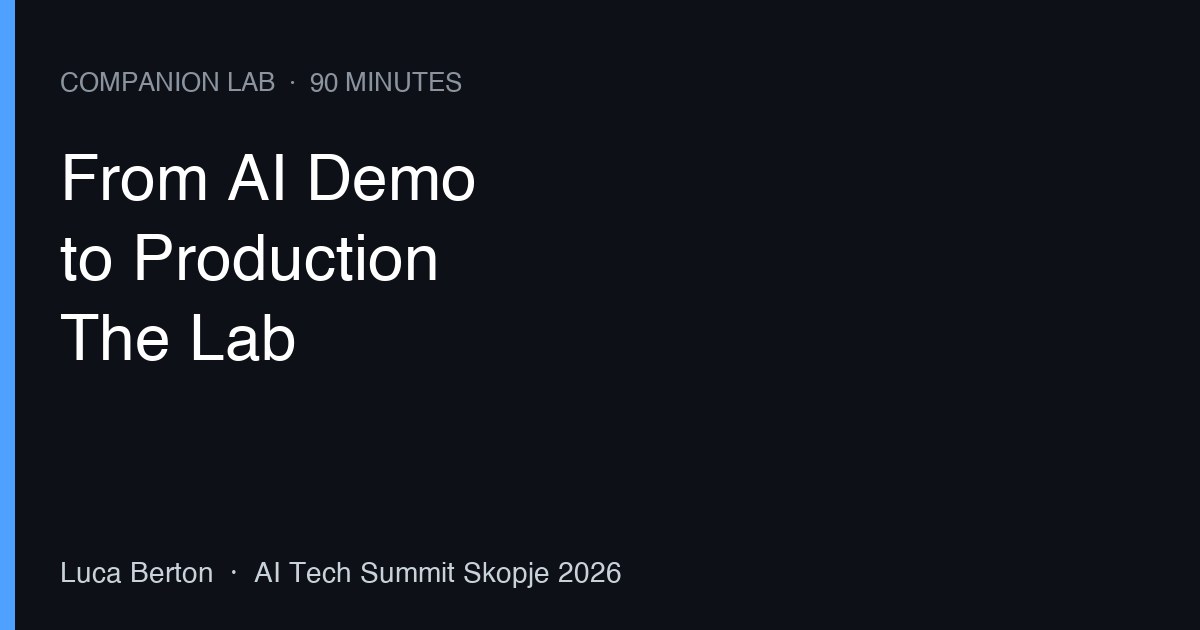 COMPANION LAB · 90 MINUTES
From AI Demo
to Production
The Lab
Luca Berton · AI Tech Summit Skopje 2026